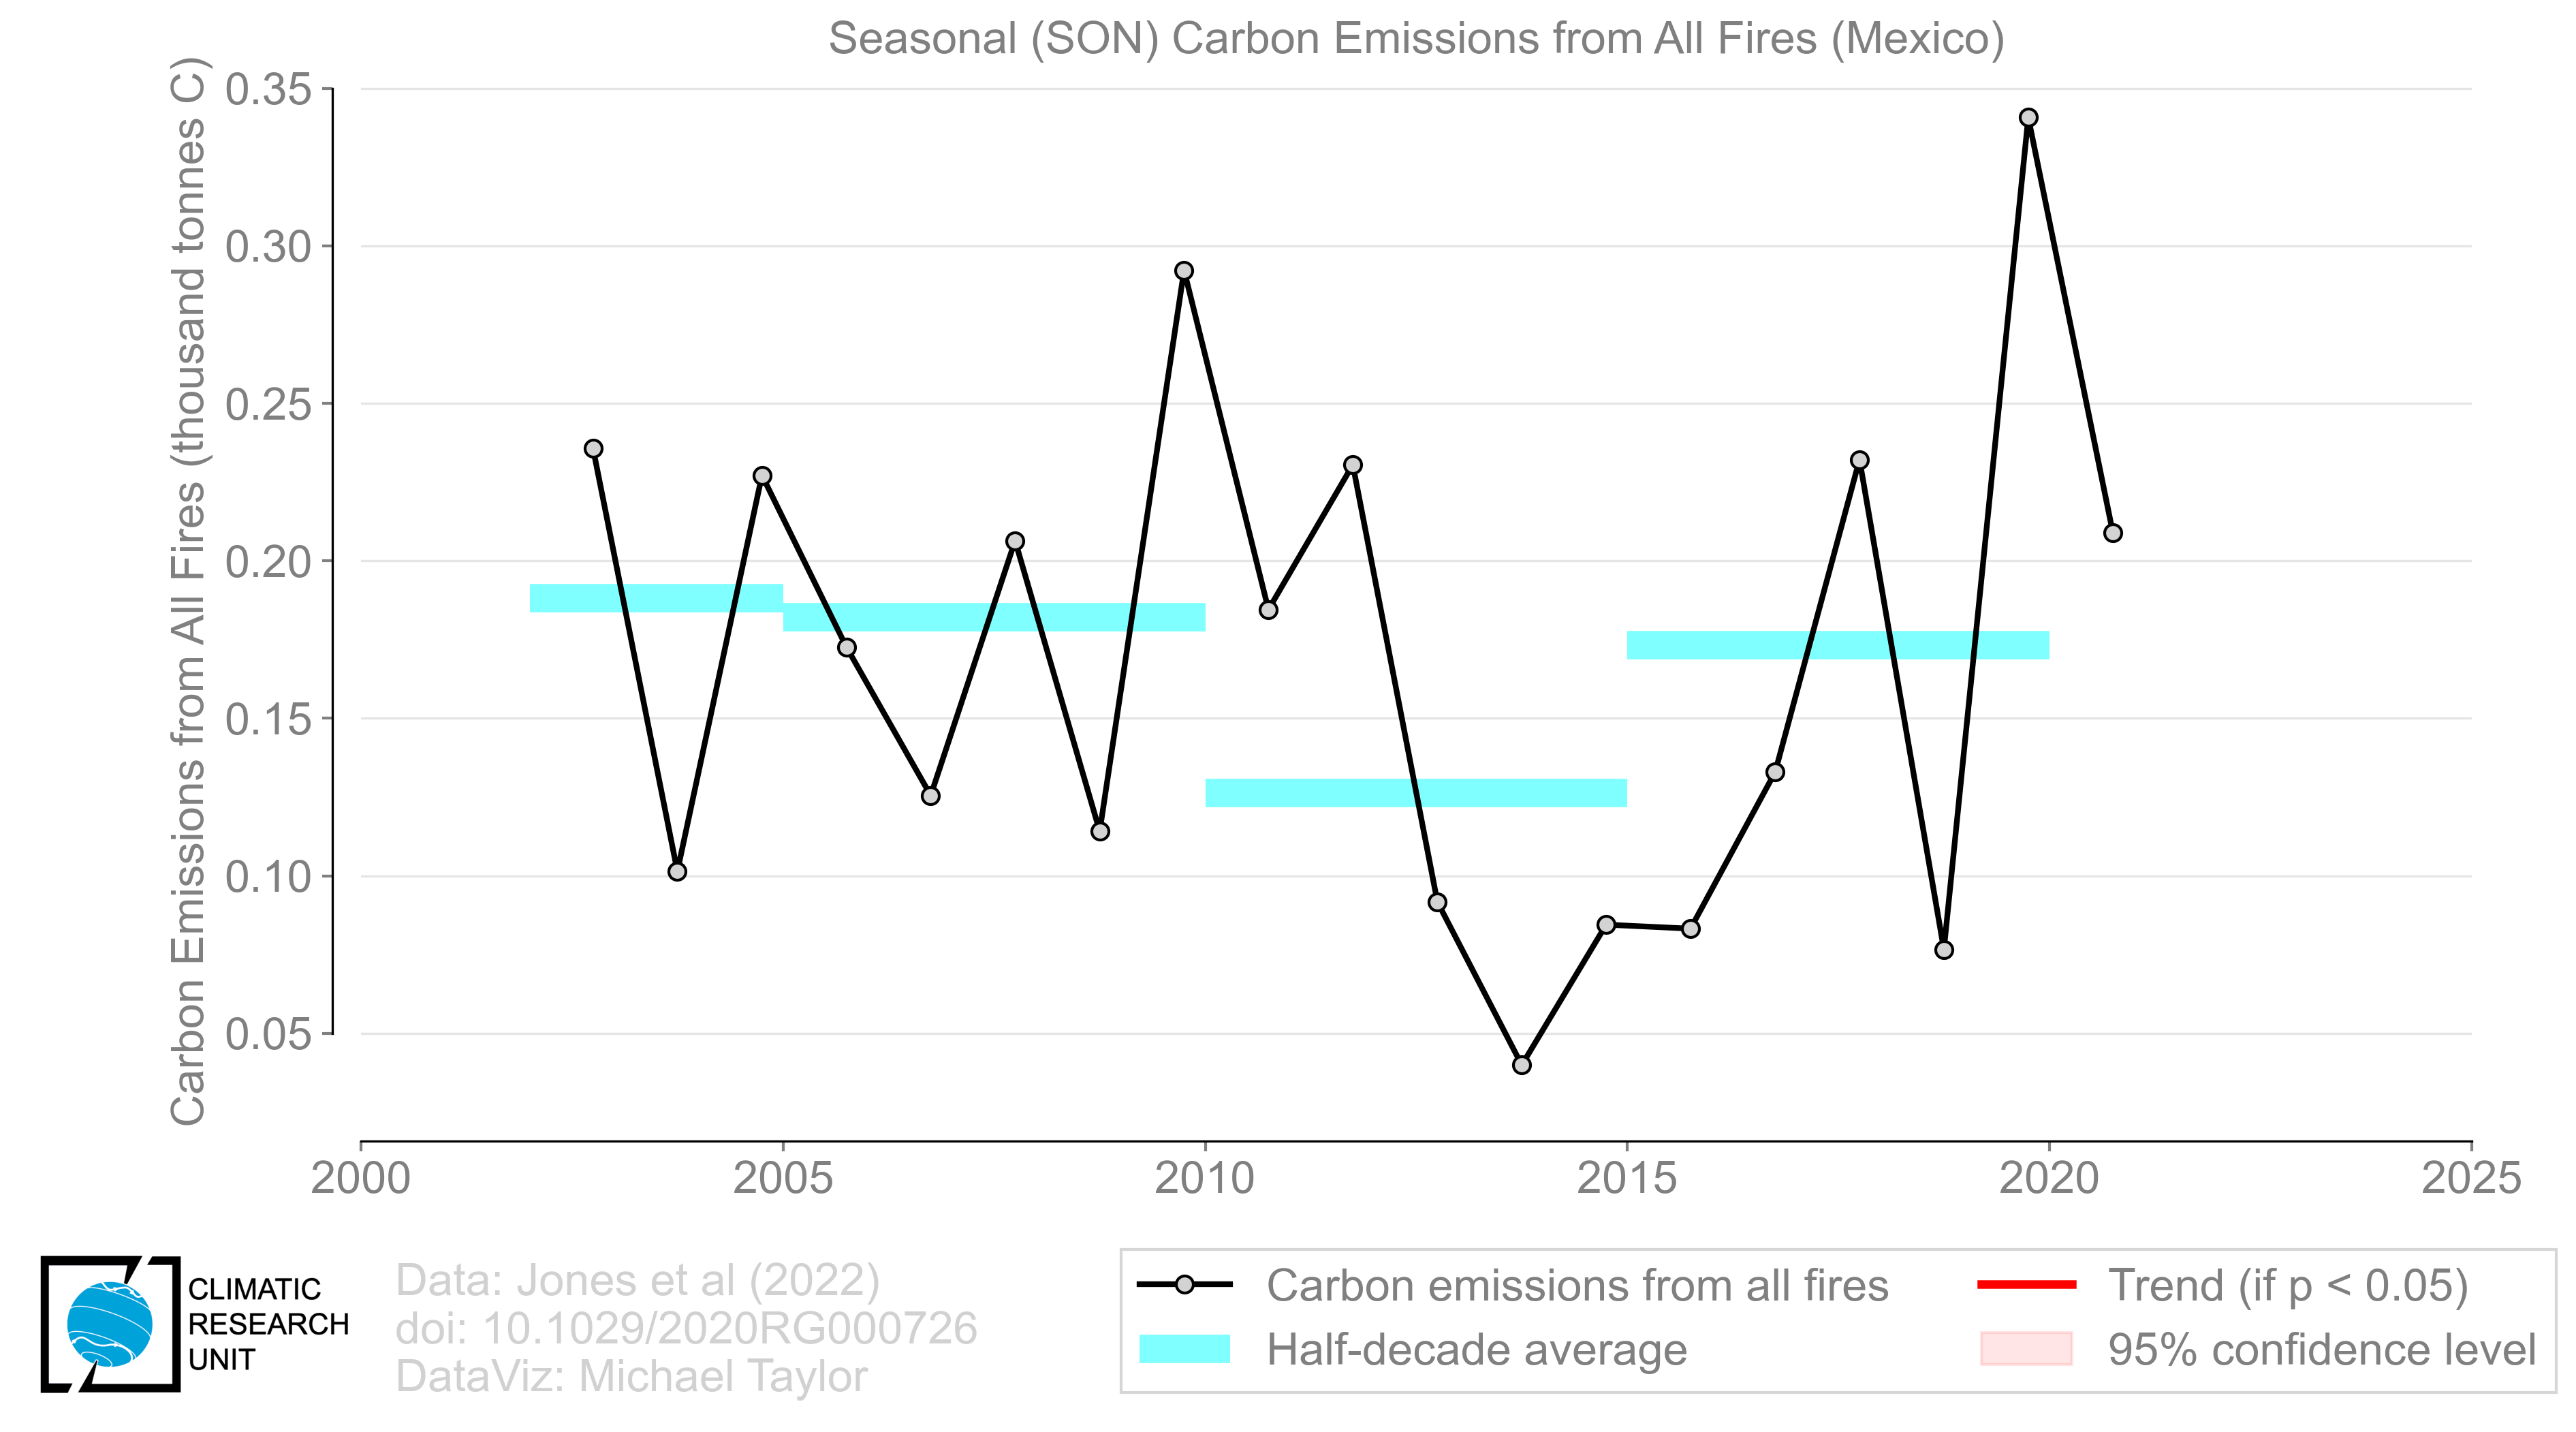 Seasonal (SON) Carbon Emissions from All Fires (Mexico)
Carbon Emissions from All Fires (thousand tonnes C)
0.35
0.30
0.25
0.20
0.15
0.10
0.05
2000 2005 2010 2015 2020 2025
CLIMATIC
RESEARCH
UNIT
Data: Jones et al (2022)
doi: 10.1029/2020RG000726
DataViz: Michael Taylor
Carbon emissions from all fires
Half-decade average
Trend (if p < 0.05)
95% confidence level